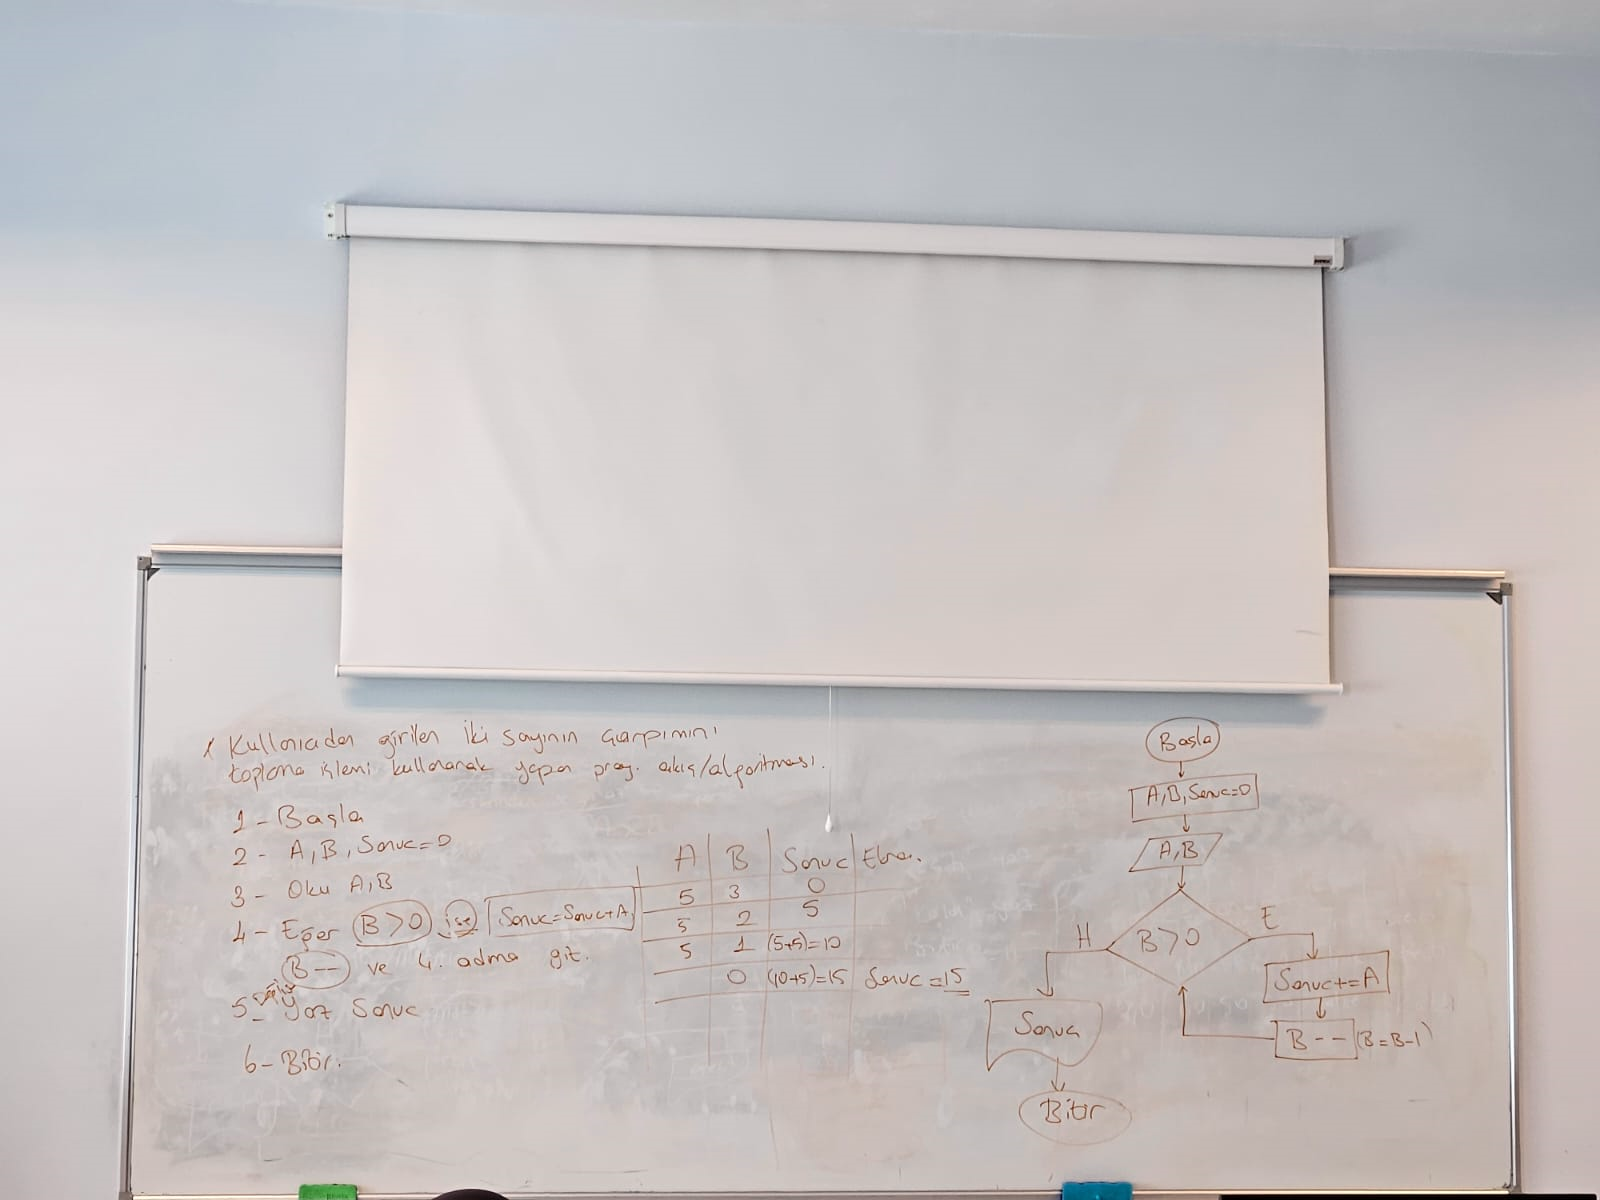 Kullanıcıdan girilen iki sayının çarpımını
toplama işlemi kullanarak yapan prog. akış/algoritması.
1 - Başla
2 - A, B, Sonuc=0
3 - Oku A,B
4 - Eğer B>0 ise Sonuc=Sonuc+A,
B-- ve 4. adıma git.
5 - Yaz Sonuc
6 - Bitir.
A B Sonuc Ekran.
5 3 0
5 2 5
5 1 (5+5)=10
0 (10+5)=15 Sonuc=15
Başla
A,B,Sonuc=0
A,B
B>0
H
E
Sonuc+=A
B-- (B=B-1)
Sonuc
Bitir